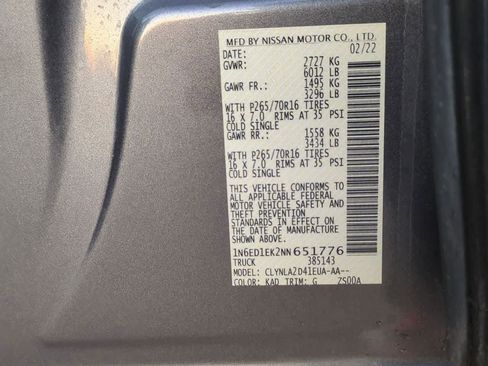 MFD BY NISSAN MOTOR CO., LTD.
DATE: 02/22
GVWR: 2727 KG
6012 LB
GAWR FR.: 1495 KG
3296 LB
WITH P265/70R16 TIRES
16 X 7.0 RIMS AT 35 PSI
COLD SINGLE
GAWR RR.: 1558 KG
3434 LB
WITH P265/70R16 TIRES
16 X 7.0 RIMS AT 35 PSI
COLD SINGLE
THIS VEHICLE CONFORMS TO
ALL APPLICABLE FEDERAL
MOTOR VEHICLE SAFETY AND
THEFT PREVENTION
STANDARDS IN EFFECT ON
THE DATE OF MANUFACTURE
SHOWN ABOVE.
1N6ED1EK2NN651776
TRUCK 385143
MODEL: CLYNLA2D41EUA-AA--
COLOR: KAD TRIM: G ZS00A